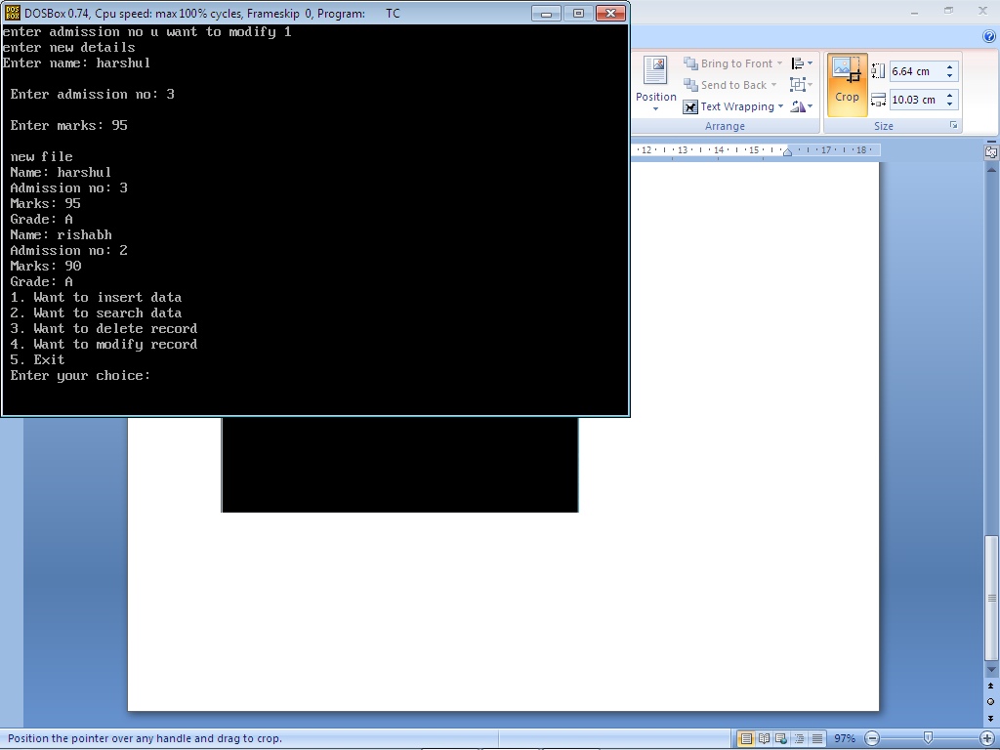 DOSBox 0.74, Cpu speed: max 100% cycles, Frameskip 0, Program: TC
enter admission no u want to modify 1
enter new details
Enter name: harshul
Enter admission no: 3
Enter marks: 95
new file
Name: harshul
Admission no: 3
Marks: 95
Grade: A
Name: rishabh
Admission no: 2
Marks: 90
Grade: A
1. Want to insert data
2. Want to search data
3. Want to delete record
4. Want to modify record
5. Exit
Enter your choice:
Position
Bring to Front
Send to Back
Text Wrapping
Arrange
Crop
6.64 cm
10.03 cm
Size
12 13 14 15 17 18
Position the pointer over any handle and drag to crop.
97%